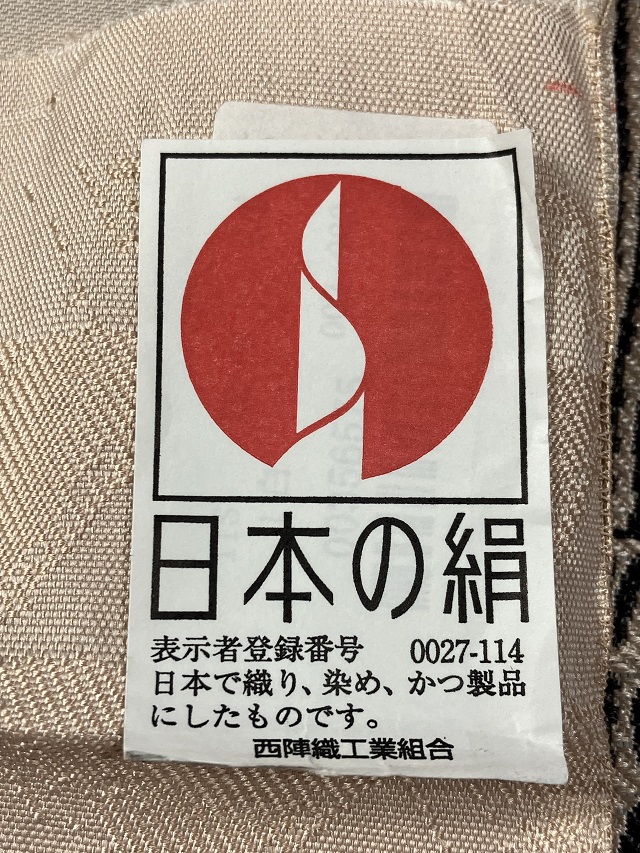 日本の絹
表示者登録番号 0027-114
日本で織り、染め、かつ製品
にしたものです。
西陣織工業組合